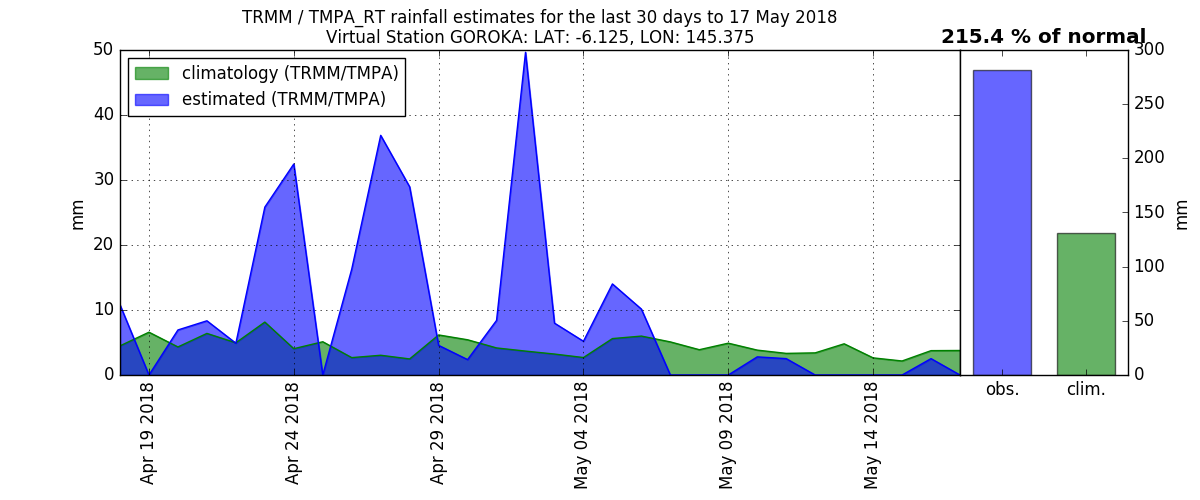 TRMM / TMPA_RT rainfall estimates for the last 30 days to 17 May 2018
Virtual Station GOROKA: LAT: -6.125, LON: 145.375
215.4 % of normal
climatology (TRMM/TMPA)
estimated (TRMM/TMPA)
50
40
30
20
10
0
mm
Apr 19 2018
Apr 24 2018
Apr 29 2018
May 04 2018
May 09 2018
May 14 2018
obs.
clim.
300
250
200
150
100
50
0
mm